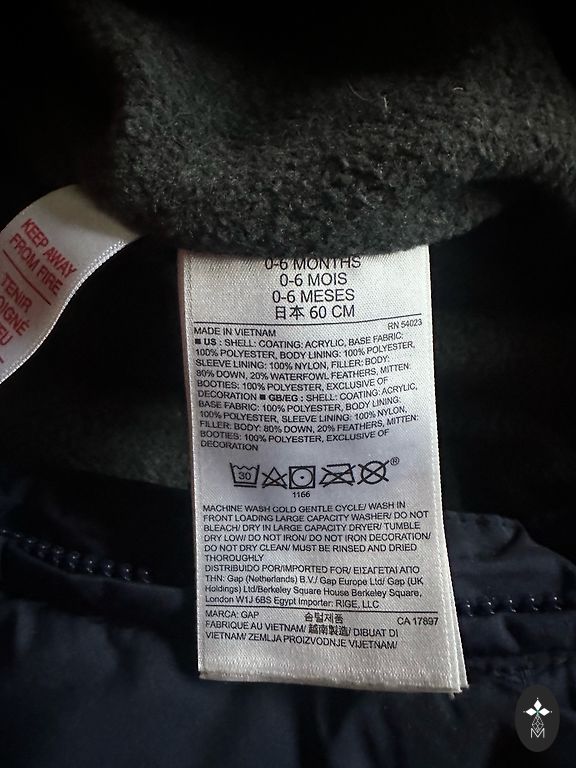 KEEP AWAY
FROM FIRE
TENIR
0-6 MONTHS
0-6 MOIS
0-6 MESES
日本 60 CM
MADE IN VIETNAM RN 54023
■ US : SHELL: COATING: ACRYLIC, BASE FABRIC:
100% POLYESTER, BODY LINING: 100% POLYESTER,
SLEEVE LINING: 100% NYLON, FILLER: BODY:
80% DOWN, 20% WATERFOWL FEATHERS, MITTEN:
BOOTIES: 100% POLYESTER, EXCLUSIVE OF
DECORATION ■ GB/EG : SHELL: COATING: ACRYLIC,
BASE FABRIC: 100% POLYESTER, BODY LINING:
100% POLYESTER, SLEEVE LINING: 100% NYLON,
FILLER: BODY: 80% DOWN, 20% FEATHERS, MITTEN:
BOOTIES: 100% POLYESTER, EXCLUSIVE OF
DECORATION
30
®
1166
MACHINE WASH COLD GENTLE CYCLE/ WASH IN
FRONT LOADING LARGE CAPACITY WASHER/ DO NOT
BLEACH/ DRY IN LARGE CAPACITY DRYER/ TUMBLE
DRY LOW/ DO NOT IRON/ DO NOT IRON DECORATION/
DO NOT DRY CLEAN/ MUST BE RINSED AND DRIED
THOROUGHLY
DISTRIBUIDO POR/IMPORTED FOR/ ΕΙΣΑΓΕΤΑΙ ΑΠΟ
ΤΗΝ: Gap (Netherlands) B.V./ Gap Europe Ltd/ Gap (UK
Holdings) Ltd/Berkeley Square House Berkeley Square,
London W1J 6BS Egypt Importer: RIGE, LLC
MARCA: GAP 솜털제품 CA 17897
FABRIQUE AU VIETNAM/ 越南製造/ DIBUAT DI
VIETNAM/ ZEMLJA PROIZVODNJE VIJETNAM/
M